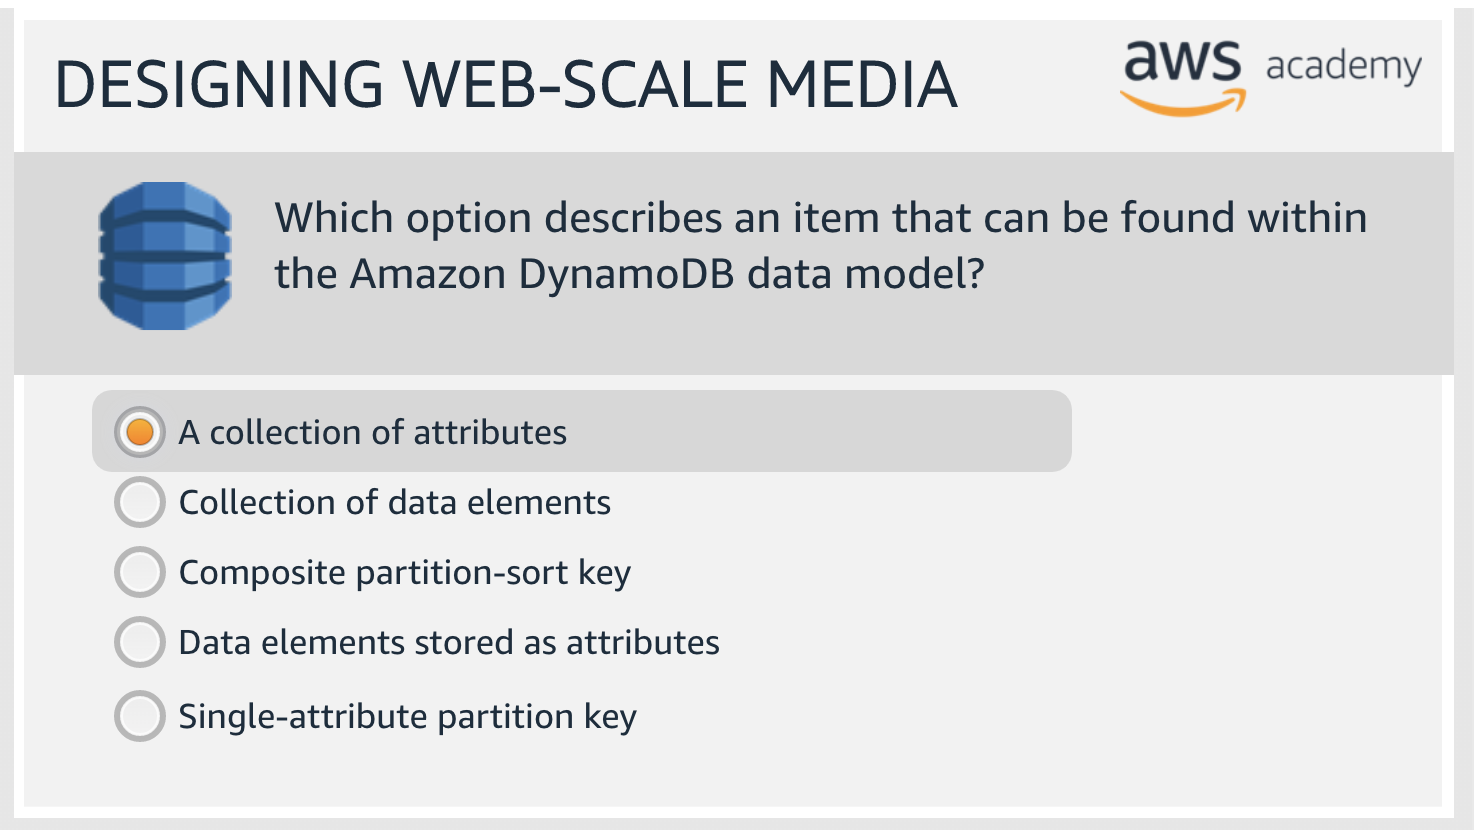 DESIGNING WEB-SCALE MEDIA
aws academy
Which option describes an item that can be found within
the Amazon DynamoDB data model?
A collection of attributes
Collection of data elements
Composite partition-sort key
Data elements stored as attributes
Single-attribute partition key